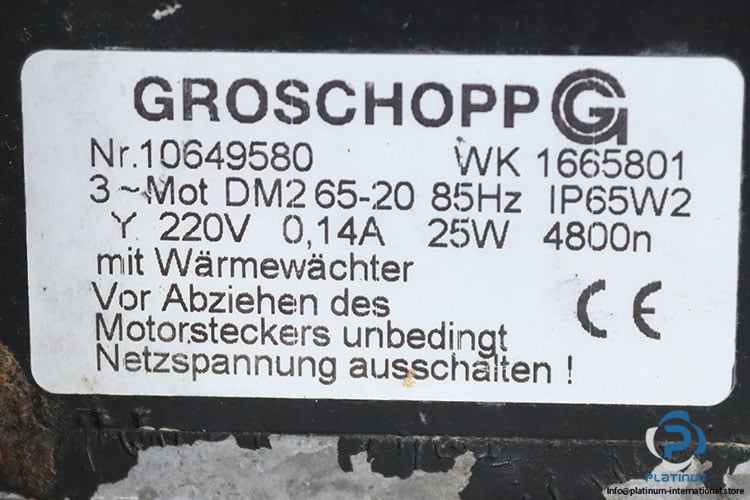 GROSCHOPP G
Nr.10649580 WK 1665801
3~Mot DM2 65-20 85Hz IP65W2
Y 220V 0,14A 25W 4800n
mit Wärmewächter
Vor Abziehen des
Motorsteckers unbedingt
Netzspannung ausschalten !
CE
PLATINUM
https://platinum-international.store